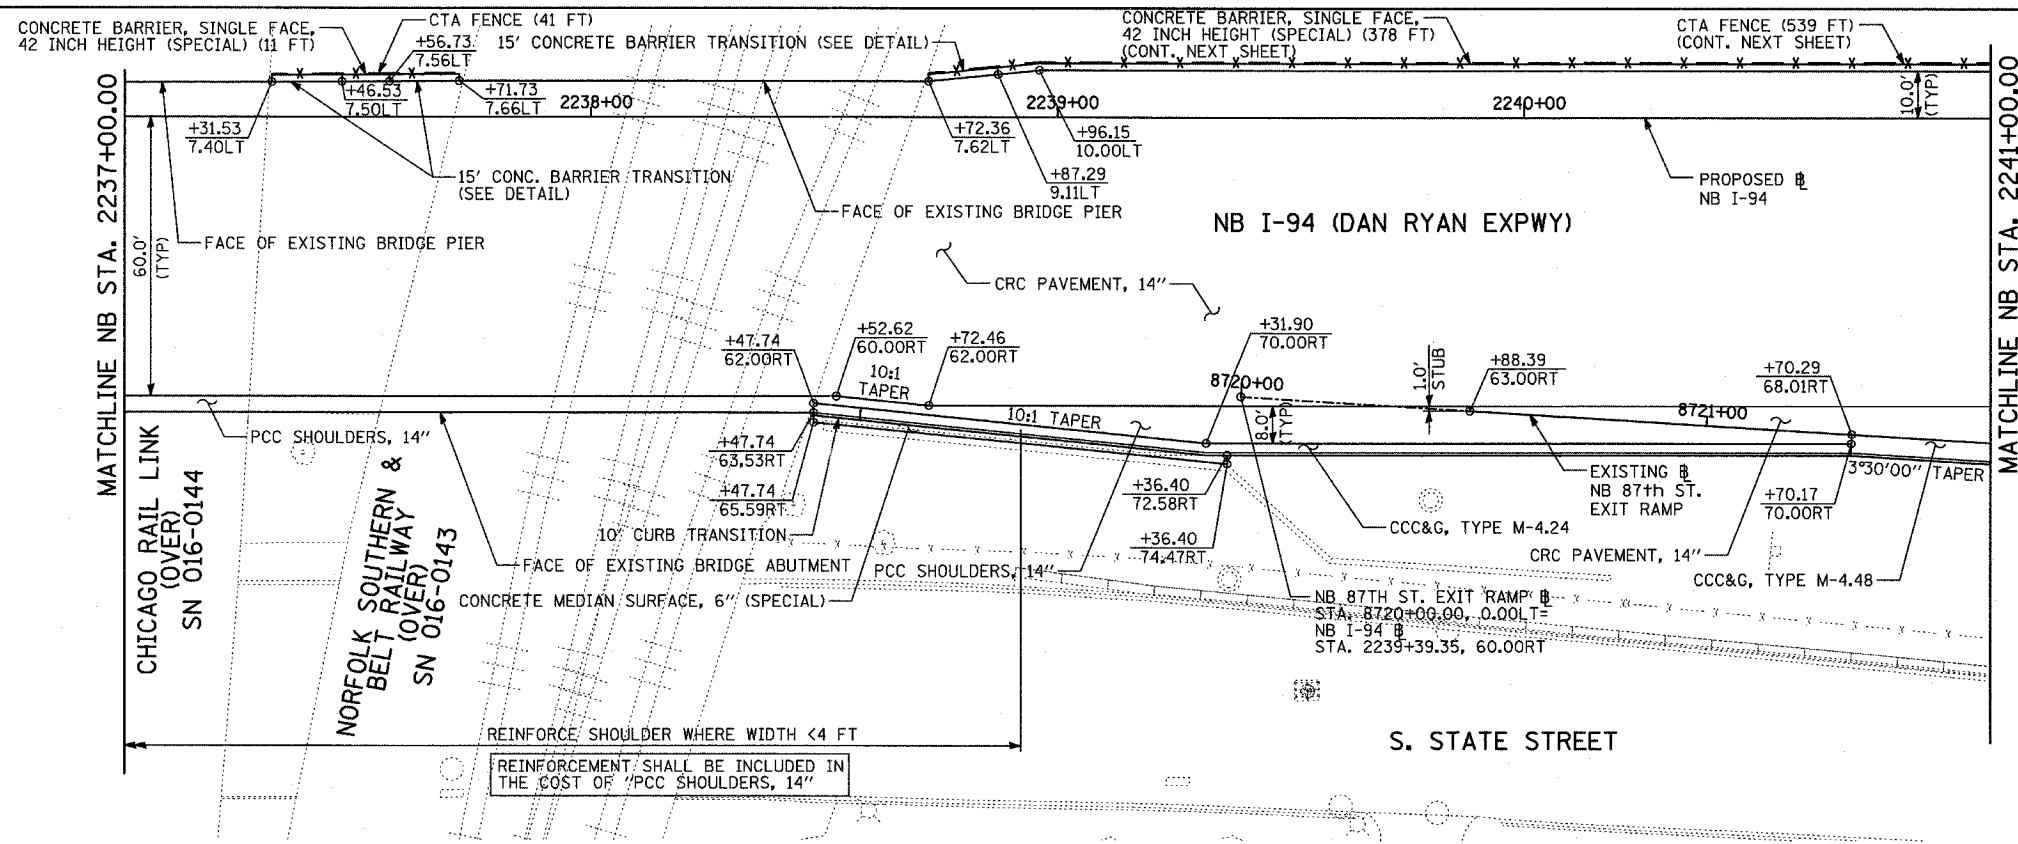 CONCRETE BARRIER, SINGLE FACE,
42 INCH HEIGHT (SPECIAL) (11 FT)
CTA FENCE (41 FT)
+56.73
7.56LT
15' CONCRETE BARRIER TRANSITION (SEE DETAIL)
CONCRETE BARRIER, SINGLE FACE,
42 INCH HEIGHT (SPECIAL) (378 FT)
(CONT. NEXT SHEET)
CTA FENCE (539 FT)
(CONT. NEXT SHEET)
MATCHLINE NB STA. 2237+00.00
+31.53
7.40LT
+46.53
7.50LT
+71.73
7.66LT
2238+00
+72.36
7.62LT
2239+00
+96.15
10.00LT
+87.29
9.11LT
2240+00
10.0'
(TYP)
MATCHLINE NB STA. 2241+00.00
15' CONC. BARRIER TRANSITION
(SEE DETAIL)
FACE OF EXISTING BRIDGE PIER
FACE OF EXISTING BRIDGE PIER
PROPOSED BL
NB I-94
60.0'
(TYP)
NB I-94 (DAN RYAN EXPWY)
CRC PAVEMENT, 14"
+47.74
62.00RT
+52.62
60.00RT
+72.46
62.00RT
10:1
TAPER
+31.90
70.00RT
8720+00
1.0'
STUB
+88.39
63.00RT
+70.29
68.01RT
8721+00
10:1 TAPER
8.0'
(TYP)
PCC SHOULDERS, 14"
+47.74
63.53RT
+47.74
65.59RT
+36.40
72.58RT
+36.40
74.47RT
EXISTING BL
NB 87th ST.
EXIT RAMP
3°30'00" TAPER
+70.17
70.00RT
CHICAGO RAIL LINK
(OVER)
SN 016-0144
NORFOLK SOUTHERN &
BELT RAILWAY
(OVER)
SN 016-0143
10' CURB TRANSITION
FACE OF EXISTING BRIDGE ABUTMENT
CONCRETE MEDIAN SURFACE, 6" (SPECIAL)
PCC SHOULDERS, 14"
CCC&G, TYPE M-4.24
CRC PAVEMENT, 14"
CCC&G, TYPE M-4.48
NB 87TH ST. EXIT RAMP BL
STA. 8720+00.00, 0.00LT=
NB I-94 BL
STA. 2239+39.35, 60.00RT
REINFORCE SHOULDER WHERE WIDTH <4 FT
REINFORCEMENT SHALL BE INCLUDED IN
THE COST OF "PCC SHOULDERS, 14"
S. STATE STREET